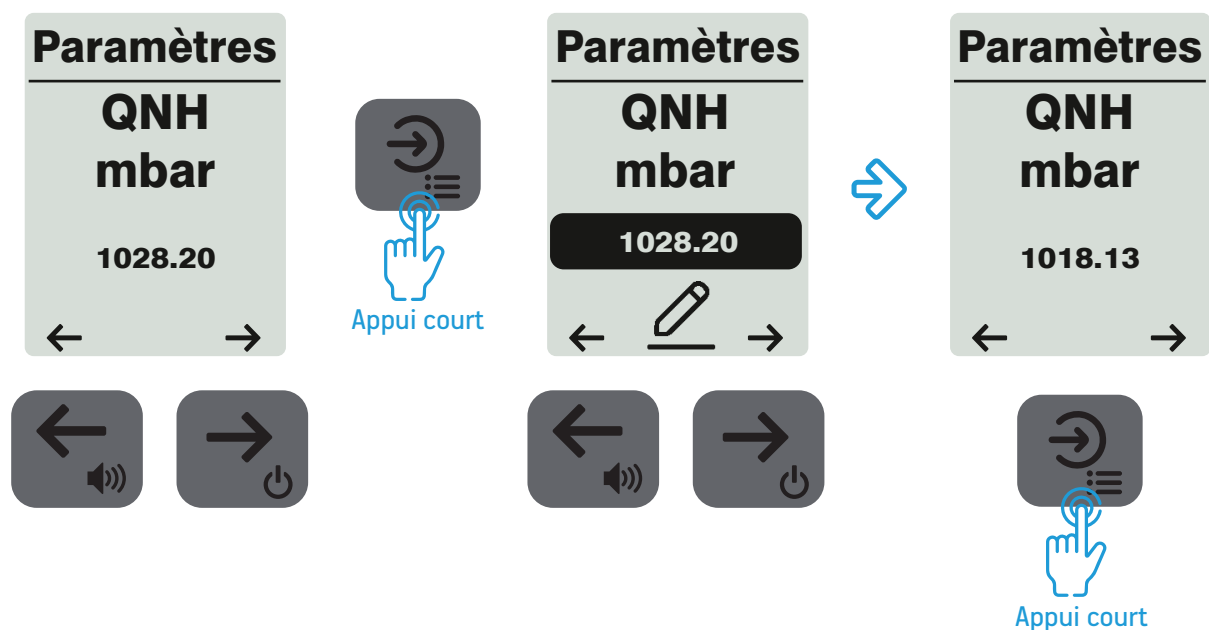 Paramètres
QNH
mbar
1028.20
Appui court
Paramètres
QNH
mbar
1028.20
Paramètres
QNH
mbar
1018.13
Appui court